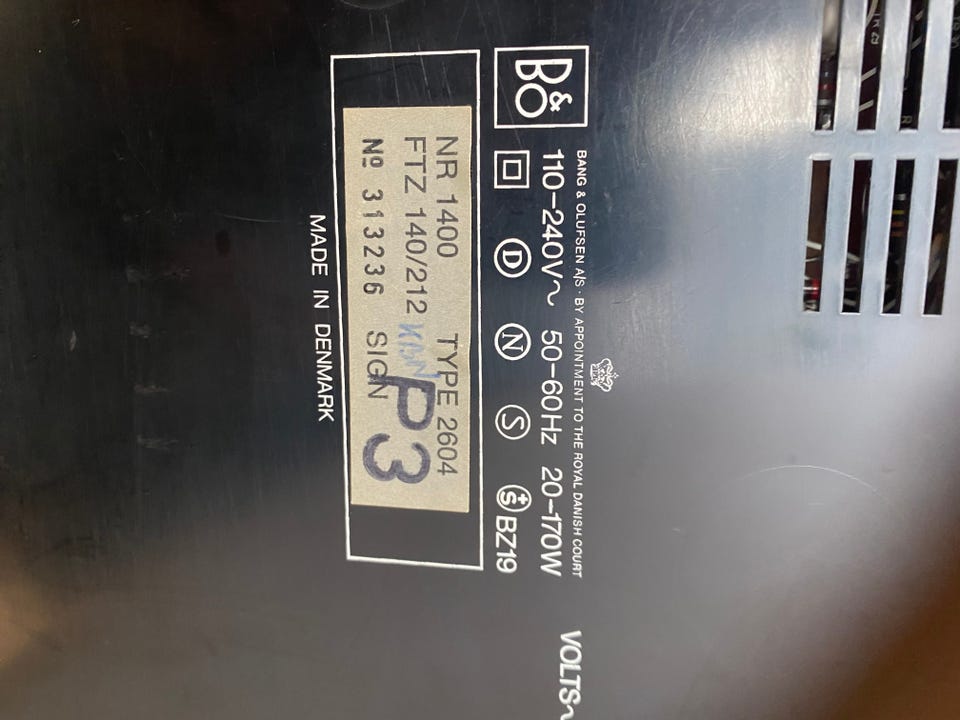 B&O
BANG & OLUFSEN A/S · BY APPOINTMENT TO THE ROYAL DANISH COURT
110-240V~ 50-60Hz 20-170W
VOLTS~
D N S +S BZ19
NR 1400 TYPE 2604
FTZ 140/212
Nº 313236 SIGN
P3
MADE IN DENMARK